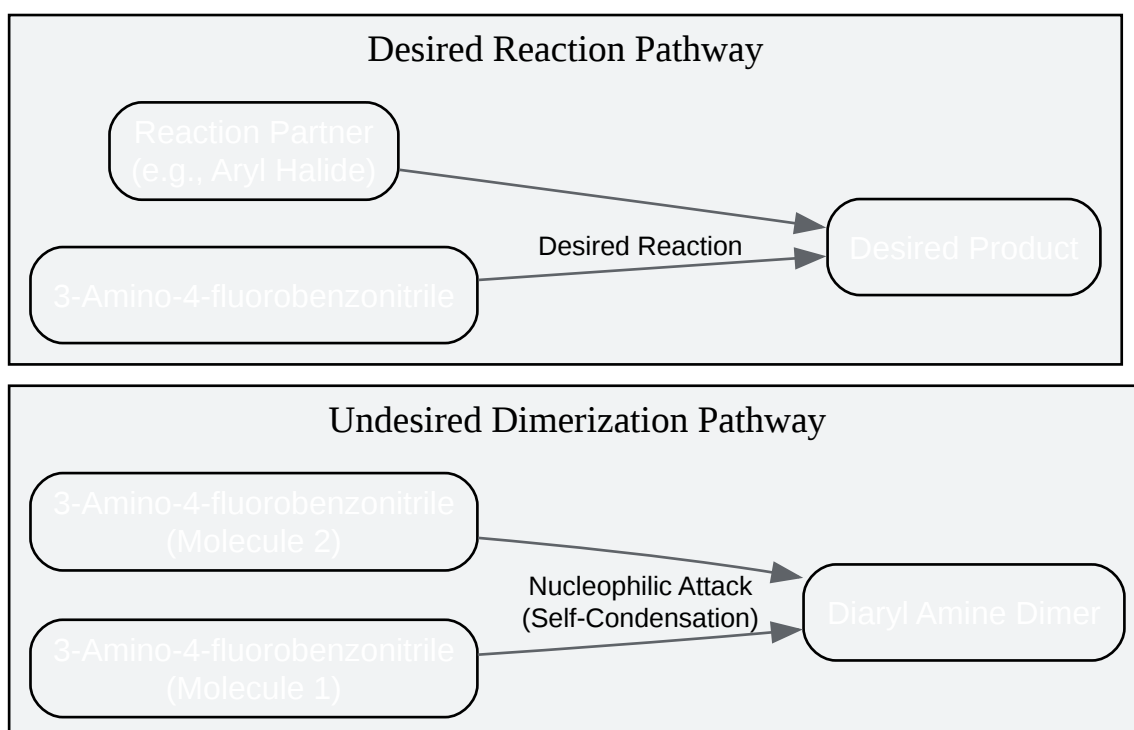 Desired Reaction Pathway
Reaction Partner
(e.g., Aryl Halide)
Desired Reaction
Desired Product
3-Amino-4-fluorobenzonitrile
Undesired Dimerization Pathway
3-Amino-4-fluorobenzonitrile
(Molecule 2)
Nucleophilic Attack
(Self-Condensation)
Diaryl Amine Dimer
3-Amino-4-fluorobenzonitrile
(Molecule 1)